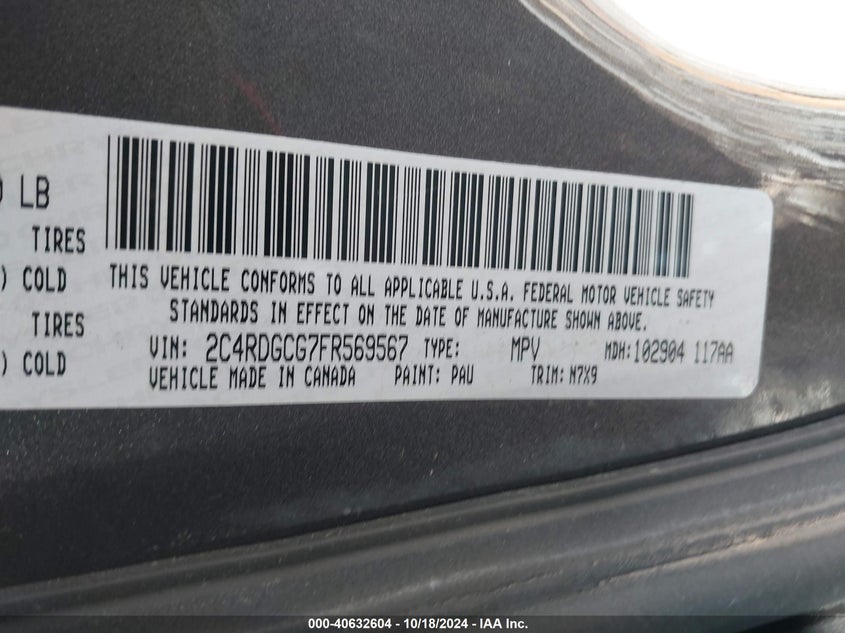 LB
TIRES
) COLD
TIRES
) COLD
THIS VEHICLE CONFORMS TO ALL APPLICABLE U.S.A. FEDERAL MOTOR VEHICLE SAFETY
STANDARDS IN EFFECT ON THE DATE OF MANUFACTURE SHOWN ABOVE.
VIN: 2C4RDGCG7FR569567 TYPE: MPV MDH:102904 117AA
VEHICLE MADE IN CANADA PAINT: PAU TRIM: N7X9
000-40632604 - 10/18/2024 - IAA Inc.